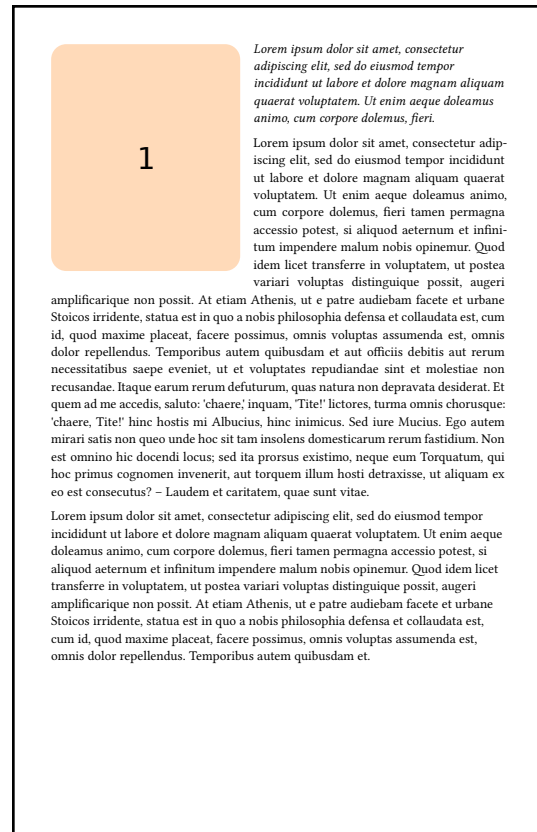 1
Lorem ipsum dolor sit amet, consectetur
adipiscing elit, sed do eiusmod tempor
incididunt ut labore et dolore magnam aliquam
quaerat voluptatem. Ut enim aeque doleamus
animo, cum corpore dolemus, fieri.
Lorem ipsum dolor sit amet, consectetur adip-
iscing elit, sed do eiusmod tempor incididunt
ut labore et dolore magnam aliquam quaerat
voluptatem. Ut enim aeque doleamus animo,
cum corpore dolemus, fieri tamen permagna
accessio potest, si aliquod aeternum et infini-
tum impendere malum nobis opinemur. Quod
idem licet transferre in voluptatem, ut postea
variari voluptas distinguique possit, augeri
amplificarique non possit. At etiam Athenis, ut e patre audiebam facete et urbane
Stoicos irridente, statua est in quo a nobis philosophia defensa et collaudata est, cum
id, quod maxime placeat, facere possimus, omnis voluptas assumenda est, omnis
dolor repellendus. Temporibus autem quibusdam et aut officiis debitis aut rerum
necessitatibus saepe eveniet, ut et voluptates repudiandae sint et molestiae non
recusandae. Itaque earum rerum defuturum, quas natura non depravata desiderat. Et
quem ad me accedis, saluto: 'chaere,' inquam, 'Tite!' lictores, turma omnis chorusque:
'chaere, Tite!' hinc hostis mi Albucius, hinc inimicus. Sed iure Mucius. Ego autem
mirari satis non queo unde hoc sit tam insolens domesticarum rerum fastidium. Non
est omnino hic docendi locus; sed ita prorsus existimo, neque eum Torquatum, qui
hoc primus cognomen invenerit, aut torquem illum hosti detraxisse, ut aliquam ex
eo est consecutus? – Laudem et caritatem, quae sunt vitae.
Lorem ipsum dolor sit amet, consectetur adipiscing elit, sed do eiusmod tempor
incididunt ut labore et dolore magnam aliquam quaerat voluptatem. Ut enim aeque
doleamus animo, cum corpore dolemus, fieri tamen permagna accessio potest, si
aliquod aeternum et infinitum impendere malum nobis opinemur. Quod idem licet
transferre in voluptatem, ut postea variari voluptas distinguique possit, augeri
amplificarique non possit. At etiam Athenis, ut e patre audiebam facete et urbane
Stoicos irridente, statua est in quo a nobis philosophia defensa et collaudata est,
cum id, quod maxime placeat, facere possimus, omnis voluptas assumenda est,
omnis dolor repellendus. Temporibus autem quibusdam et.